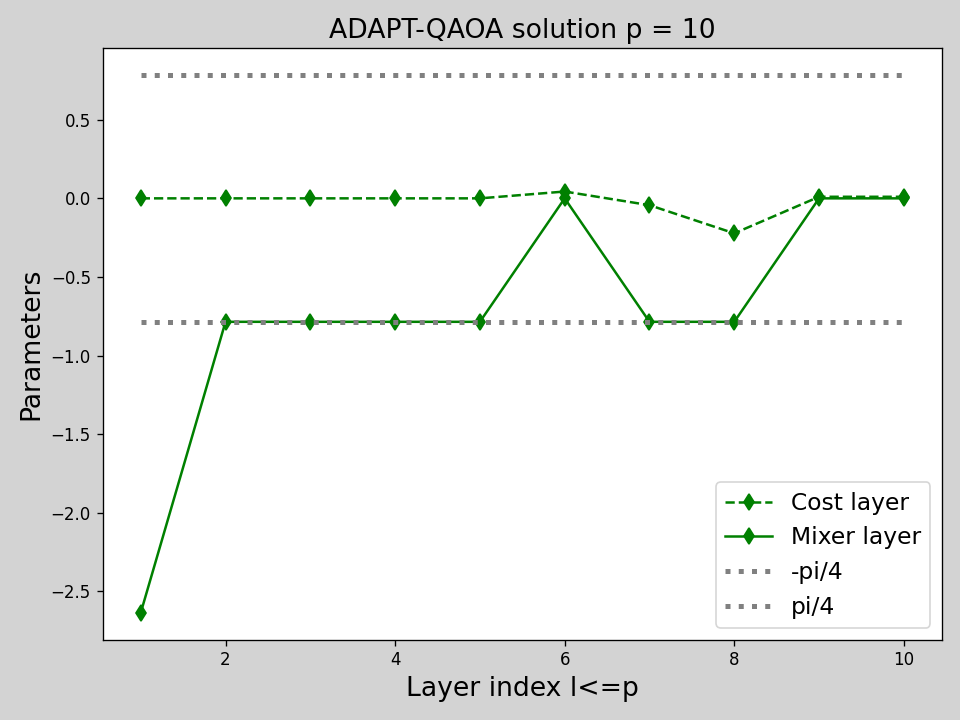 ADAPT-QAOA solution p = 10
Parameters
0.5
0.0
−0.5
−1.0
−1.5
−2.0
−2.5
Cost layer
Mixer layer
-pi/4
pi/4
2
4
6
8
10
Layer index l<=p